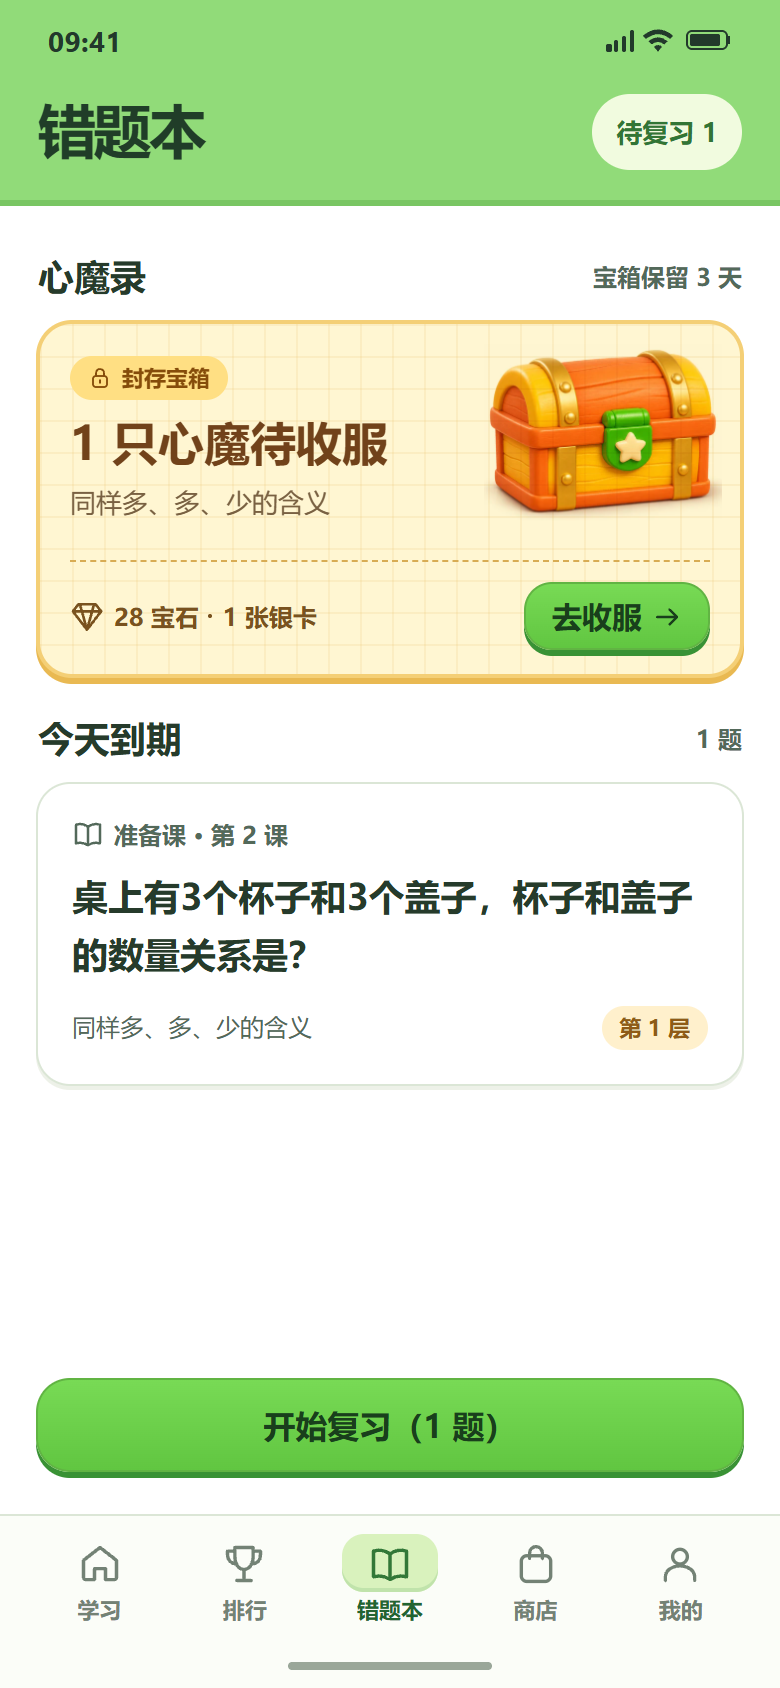 09:41
错题本
待复习 1
心魔录
宝箱保留 3 天
封存宝箱
1 只心魔待收服
同样多、多、少的含义
28 宝石 · 1 张银卡
去收服 →
今天到期
1 题
准备课 • 第 2 课
桌上有3个杯子和3个盖子，杯子和盖子
的数量关系是？
同样多、多、少的含义
第 1 层
开始复习（1 题）
学习
排行
错题本
商店
我的